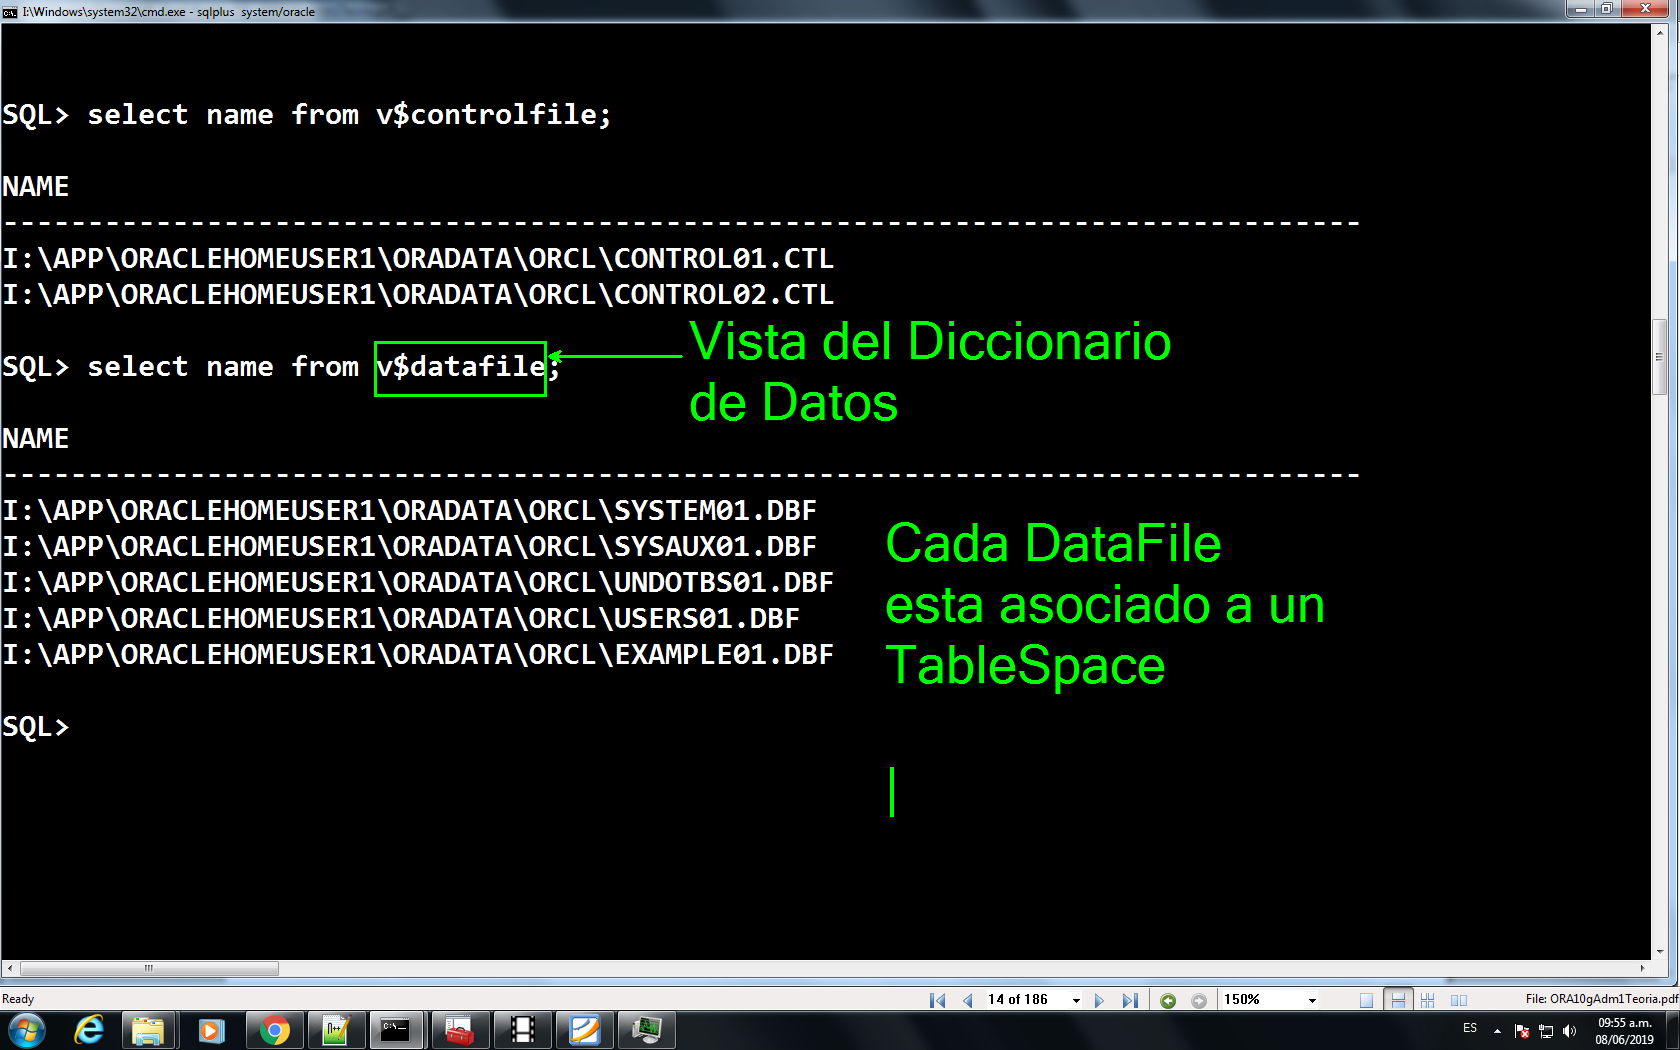 I:\Windows\system32\cmd.exe - sqlplus  system/oracle
SQL> select name from v$controlfile;
NAME
--------------------------------------------------------------------------------
I:\APP\ORACLEHOMEUSER1\ORADATA\ORCL\CONTROL01.CTL
I:\APP\ORACLEHOMEUSER1\ORADATA\ORCL\CONTROL02.CTL
SQL> select name from v$datafile;
Vista del Diccionario
de Datos
NAME
--------------------------------------------------------------------------------
I:\APP\ORACLEHOMEUSER1\ORADATA\ORCL\SYSTEM01.DBF
I:\APP\ORACLEHOMEUSER1\ORADATA\ORCL\SYSAUX01.DBF
I:\APP\ORACLEHOMEUSER1\ORADATA\ORCL\UNDOTBS01.DBF
I:\APP\ORACLEHOMEUSER1\ORADATA\ORCL\USERS01.DBF
I:\APP\ORACLEHOMEUSER1\ORADATA\ORCL\EXAMPLE01.DBF
Cada DataFile
esta asociado a un
TableSpace
SQL>
Ready
14 of 186
150%
File: ORA10gAdm1Teoria.pdf
ES
09:55 a.m.
08/06/2019